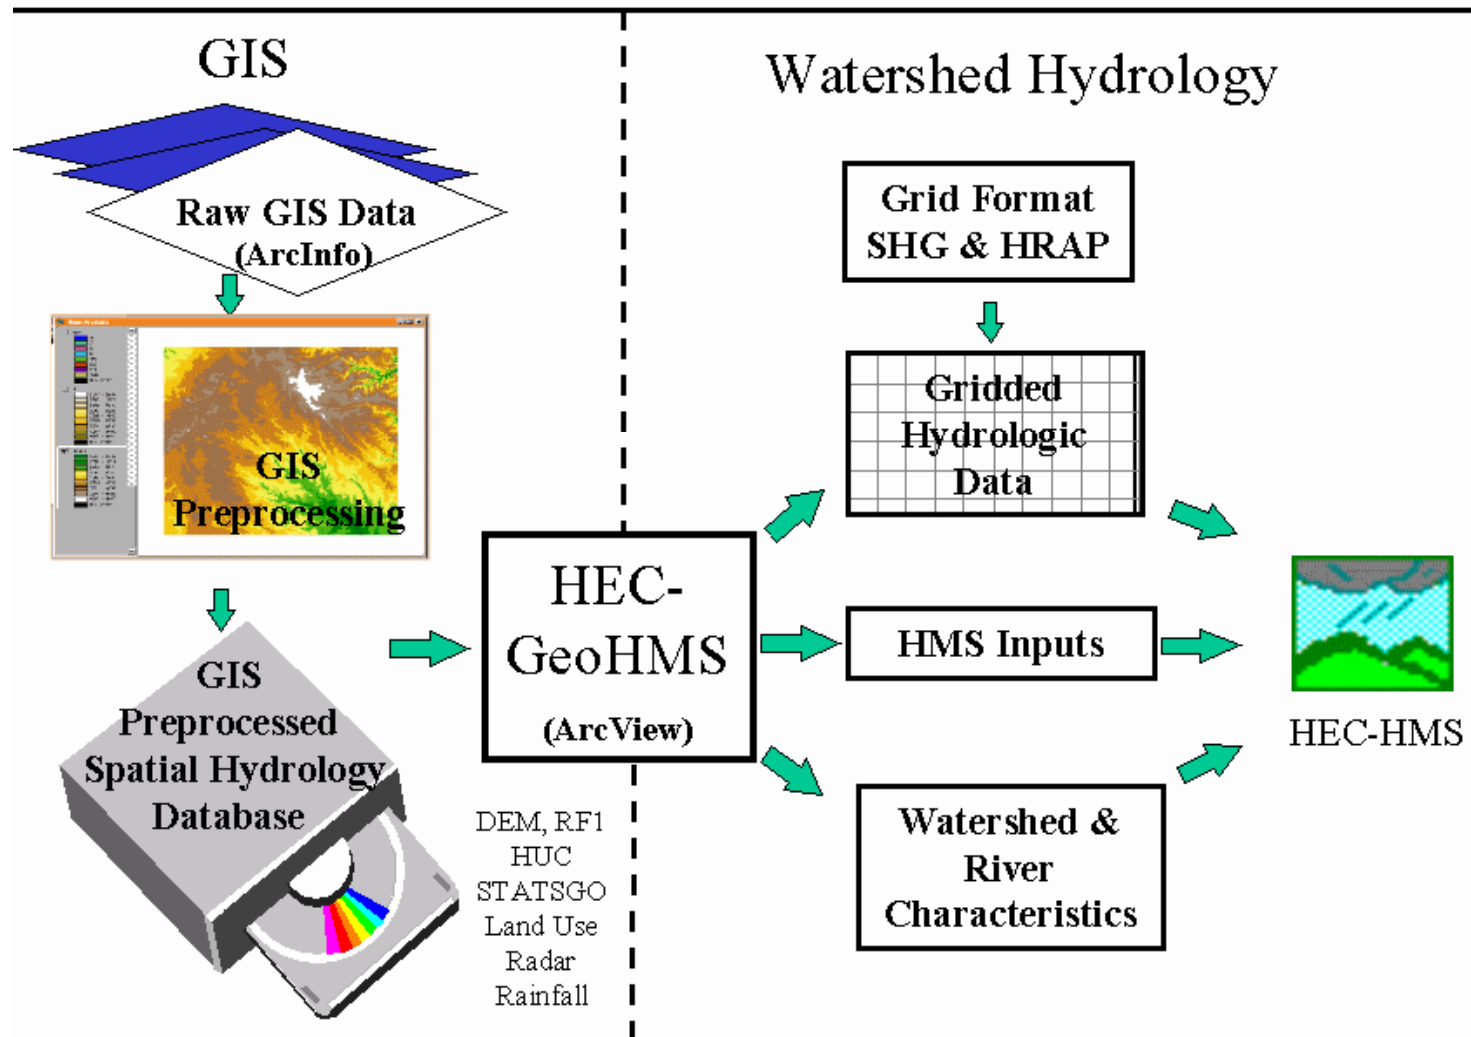 GIS
Watershed Hydrology
Raw GIS Data
(ArcInfo)
GIS
Preprocessing
GIS
Preprocessed
Spatial Hydrology
Database
DEM, RF1
HUC
STATSGO
Land Use
Radar
Rainfall
HEC-
GeoHMS
(ArcView)
Grid Format
SHG & HRAP
Gridded
Hydrologic
Data
HMS Inputs
Watershed &
River
Characteristics
HEC-HMS